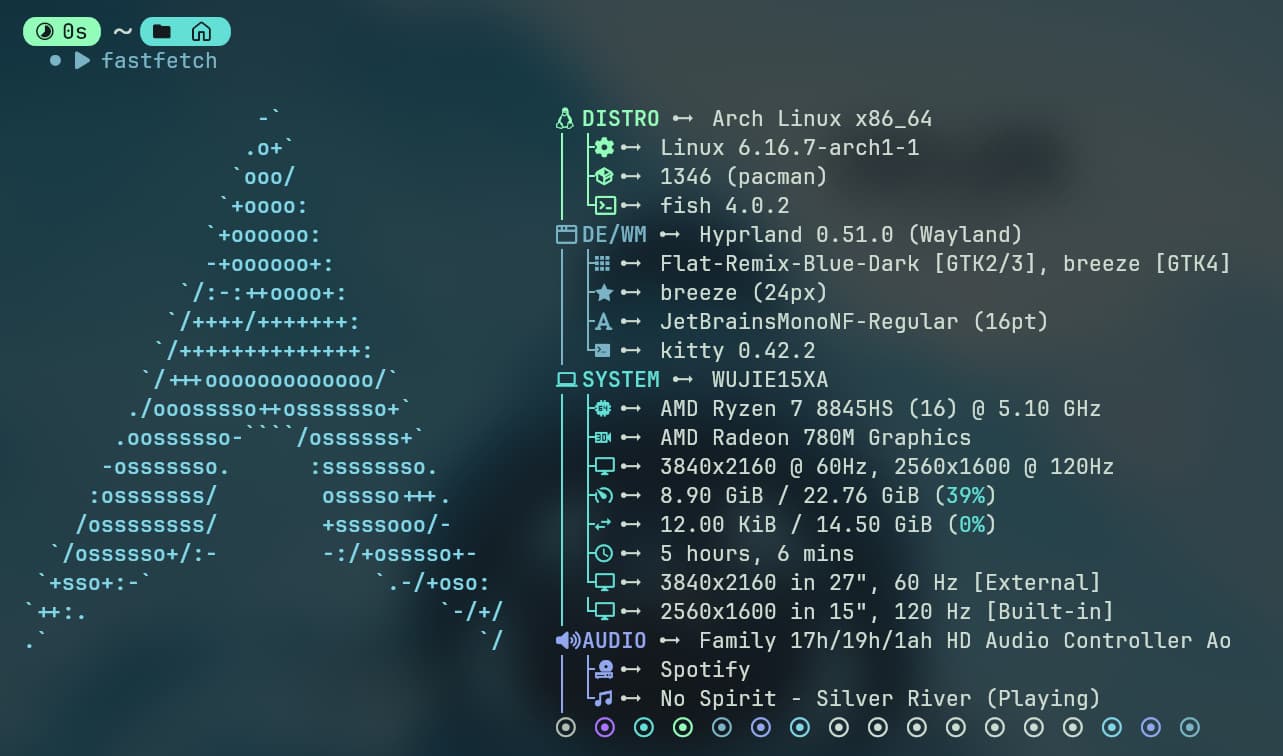 0s ~
fastfetch
DISTRO Arch Linux x86_64
Linux 6.16.7-arch1-1
1346 (pacman)
fish 4.0.2
DE/WM Hyprland 0.51.0 (Wayland)
Flat-Remix-Blue-Dark [GTK2/3], breeze [GTK4]
breeze (24px)
JetBrainsMonoNF-Regular (16pt)
kitty 0.42.2
SYSTEM WUJIE15XA
AMD Ryzen 7 8845HS (16) @ 5.10 GHz
AMD Radeon 780M Graphics
3840x2160 @ 60Hz, 2560x1600 @ 120Hz
8.90 GiB / 22.76 GiB (39%)
12.00 KiB / 14.50 GiB (0%)
5 hours, 6 mins
3840x2160 in 27", 60 Hz [External]
2560x1600 in 15", 120 Hz [Built-in]
AUDIO Family 17h/19h/1ah HD Audio Controller Ao
Spotify
No Spirit - Silver River (Playing)